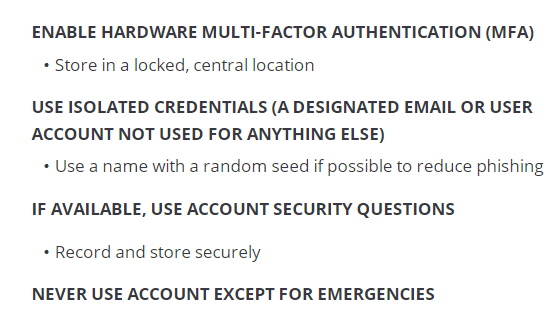 ENABLE HARDWARE MULTI-FACTOR AUTHENTICATION (MFA)
• Store in a locked, central location
USE ISOLATED CREDENTIALS (A DESIGNATED EMAIL OR USER
ACCOUNT NOT USED FOR ANYTHING ELSE)
• Use a name with a random seed if possible to reduce phishing
IF AVAILABLE, USE ACCOUNT SECURITY QUESTIONS
• Record and store securely
NEVER USE ACCOUNT EXCEPT FOR EMERGENCIES